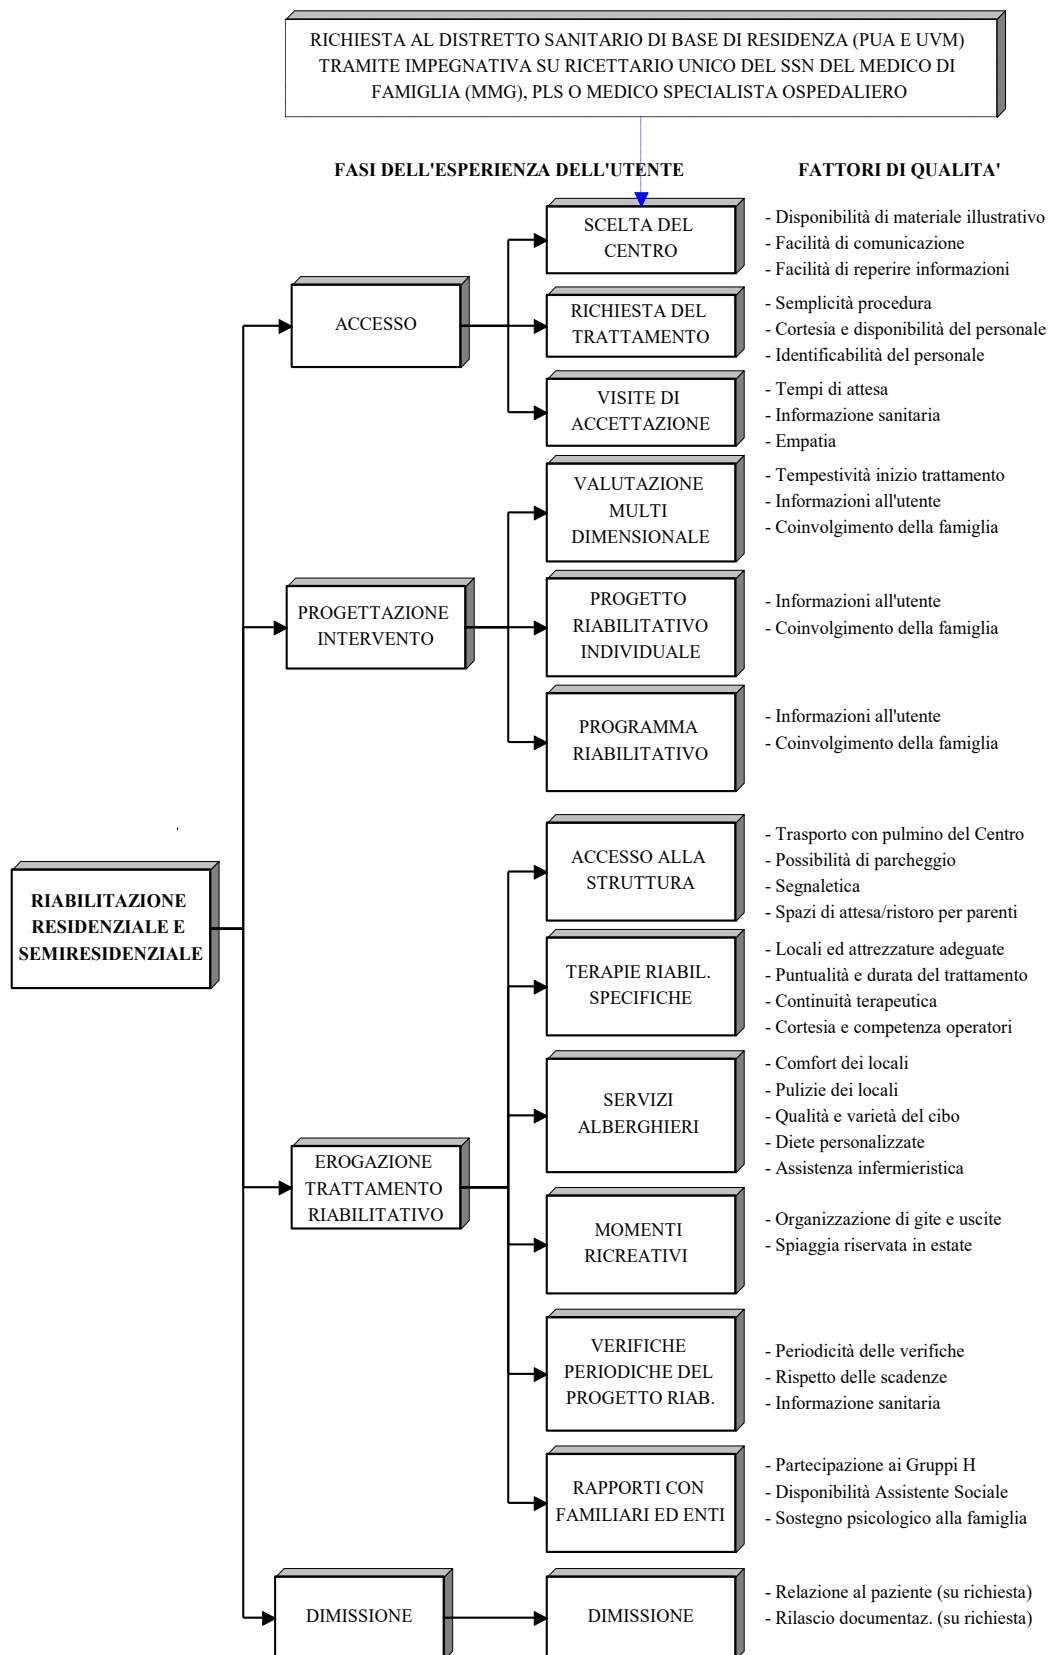 RICHIESTA AL DISTRETTO SANITARIO DI BASE DI RESIDENZA (PUA E UVM)
TRAMITE IMPEGNATIVA SU RICETTARIO UNICO DEL SSN DEL MEDICO DI
FAMIGLIA (MMG), PLS O MEDICO SPECIALISTA OSPEDALIERO
FASI DELL'ESPERIENZA DELL'UTENTE
FATTORI DI QUALITA'
RIABILITAZIONE
RESIDENZIALE E
SEMIRESIDENZIALE
ACCESSO
SCELTA DEL
CENTRO
- Disponibilità di materiale illustrativo
- Facilità di comunicazione
- Facilità di reperire informazioni
RICHIESTA DEL
TRATTAMENTO
- Semplicità procedura
- Cortesia e disponibilità del personale
- Identificabilità del personale
VISITE DI
ACCETTAZIONE
- Tempi di attesa
- Informazione sanitaria
- Empatia
PROGETTAZIONE
INTERVENTO
VALUTAZIONE
MULTI
DIMENSIONALE
- Tempestività inizio trattamento
- Informazioni all'utente
- Coinvolgimento della famiglia
PROGETTO
RIABILITATIVO
INDIVIDUALE
- Informazioni all'utente
- Coinvolgimento della famiglia
PROGRAMMA
RIABILITATIVO
- Informazioni all'utente
- Coinvolgimento della famiglia
EROGAZIONE
TRATTAMENTO
RIABILITATIVO
ACCESSO ALLA
STRUTTURA
- Trasporto con pulmino del Centro
- Possibilità di parcheggio
- Segnaletica
- Spazi di attesa/ristoro per parenti
TERAPIE RIABIL.
SPECIFICHE
- Locali ed attrezzature adeguate
- Puntualità e durata del trattamento
- Continuità terapeutica
- Cortesia e competenza operatori
SERVIZI
ALBERGHIERI
- Comfort dei locali
- Pulizie dei locali
- Qualità e varietà del cibo
- Diete personalizzate
- Assistenza infermieristica
MOMENTI
RICREATIVI
- Organizzazione di gite e uscite
- Spiaggia riservata in estate
VERIFICHE
PERIODICHE DEL
PROGETTO RIAB.
- Periodicità delle verifiche
- Rispetto delle scadenze
- Informazione sanitaria
RAPPORTI CON
FAMILIARI ED ENTI
- Partecipazione ai Gruppi H
- Disponibilità Assistente Sociale
- Sostegno psicologico alla famiglia
DIMISSIONE
DIMISSIONE
- Relazione al paziente (su richiesta)
- Rilascio documentaz. (su richiesta)